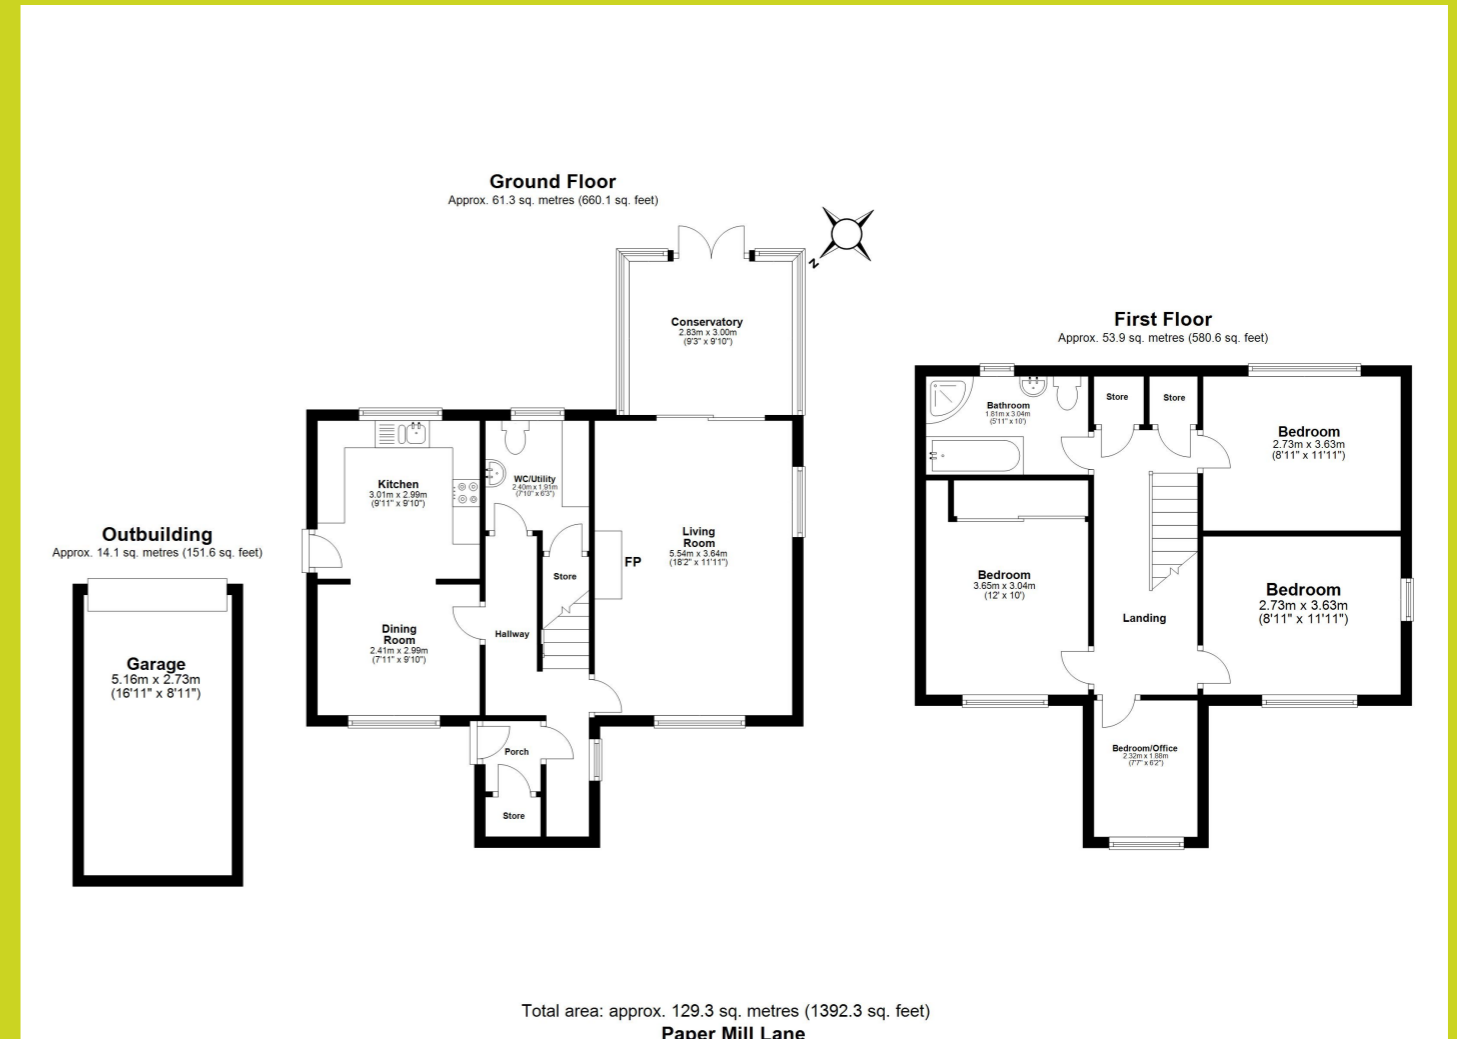 Ground Floor
Approx. 61.3 sq. metres (660.1 sq. feet)
N
Conservatory
2.83m x 3.00m
(9'3" x 9'10")
Kitchen
3.01m x 2.99m
(9'11" x 9'10")
WC/Utility
2.40m x 1.91m
(7'10" x 6'3")
Living
Room
5.54m x 3.64m
(18'2" x 11'11")
FP
Store
Dining
Room
2.41m x 2.99m
(7'11" x 9'10")
Hallway
Porch
Store
Outbuilding
Approx. 14.1 sq. metres (151.6 sq. feet)
Garage
5.16m x 2.73m
(16'11" x 8'11")
First Floor
Approx. 53.9 sq. metres (580.6 sq. feet)
Bathroom
1.81m x 3.04m
(5'11" x 10')
Store
Store
Bedroom
2.73m x 3.63m
(8'11" x 11'11")
Bedroom
3.65m x 3.04m
(12' x 10')
Bedroom
2.73m x 3.63m
(8'11" x 11'11")
Landing
Bedroom/Office
2.32m x 1.88m
(7'7" x 6'2")
Total area: approx. 129.3 sq. metres (1392.3 sq. feet)
Paper Mill Lane